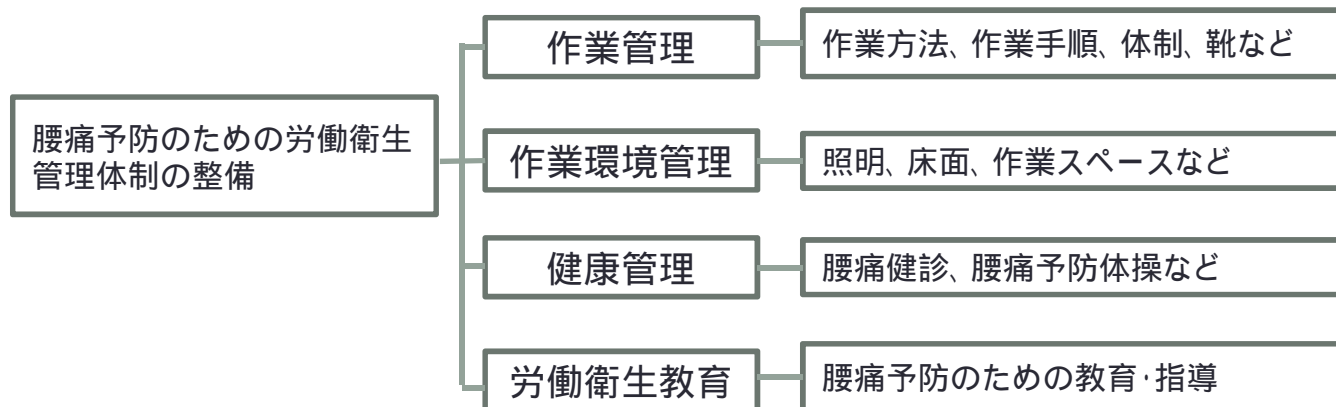 腰痛予防のための労働衛生
管理体制の整備
作業管理
作業方法、作業手順、体制、靴など
作業環境管理
照明、床面、作業スペースなど
健康管理
腰痛健診、腰痛予防体操など
労働衛生教育
腰痛予防のための教育・指導